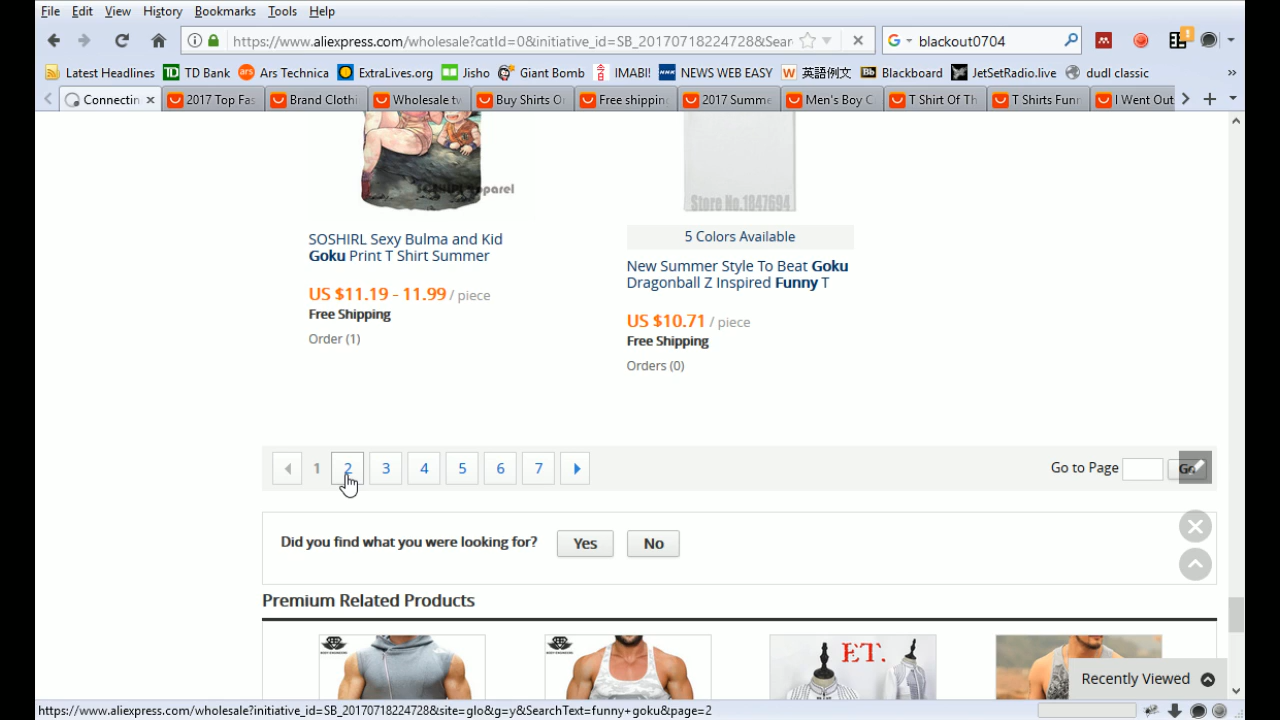 File Edit View History Bookmarks Tools Help
https://www.aliexpress.com/wholesale?catId=0&initiative_id=SB_20170718224728&Sear
blackout0704
1
Latest Headlines TD Bank Ars Technica ExtraLives.org Jisho Giant Bomb IMABI! NEWS WEB EASY 英語例文 Blackboard JetSetRadio.live dudl classic
Connectin 2017 Top Fa Brand Clothi Wholesale tv Buy Shirts O Free shippin 2017 Summe Men's Boy C T Shirt Of Th T Shirts Funr I Went Out
Store No.1847694
5 Colors Available
SOSHIRL Sexy Bulma and Kid
Goku Print T Shirt Summer
US $11.19 - 11.99 / piece
Free Shipping
Order (1)
New Summer Style To Beat Goku
Dragonball Z Inspired Funny T
US $10.71 / piece
Free Shipping
Orders (0)
1 2 3 4 5 6 7
Go to Page Go
Did you find what you were looking for? Yes No
Premium Related Products
ET.
Recently Viewed
https://www.aliexpress.com/wholesale?initiative_id=SB_20170718224728&site=glo&g=y&SearchText=funny+goku&page=2